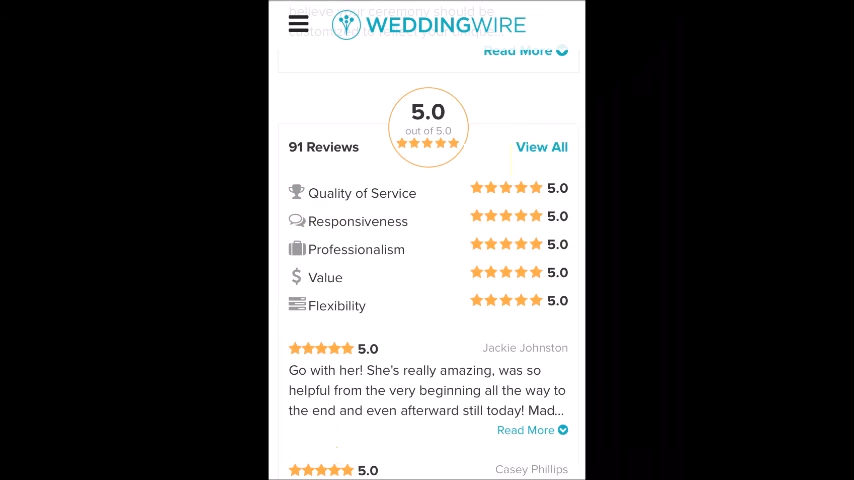 WEDDINGWIRE
Read More
5.0
out of 5.0
91 Reviews
View All
Quality of Service 5.0
Responsiveness 5.0
Professionalism 5.0
Value 5.0
Flexibility 5.0
5.0 Jackie Johnston
Go with her! She's really amazing, was so
helpful from the very beginning all the way to
the end and even afterward still today! Mad...
Read More
5.0 Casey Phillips